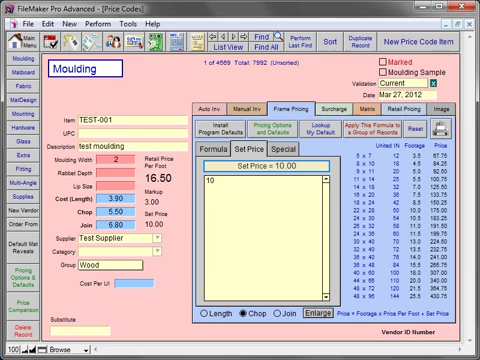 FileMaker Pro Advanced - [Price Codes]
File Edit View Perform Tools Help
Main Menu
List View
Find
Find All
Perform Last Find
Sort
Duplicate Record
New Price Code Item
Moulding
1 of 4569 Total: 7992 (Unsorted)
Marked
Moulding Sample
Validation Current X
Date Mar 27, 2012
Moulding
Matboard
Fabric
MatDesign
Mounting
Hardware
Glass
Extra
Fitting
Multi-Angle
Supplies
New Vendor
Order From
Default Mat Reveals
Pricing Options & Defaults
Price Comparison
Delete Record
Item TEST-001
UPC
Description test moulding
Moulding Width 2
Rabbet Depth
Lip Size
Cost (Length) 3.90
Chop 5.50
Join 6.80
Retail Price Per Foot
16.50
Markup
3.00
Set Price
10.00
Supplier Test Supplier
Category
Group Wood
Cost Per UI
Substitute
Auto Inv Manual Inv Frame Pricing Surcharge Matrix Retail Pricing Image
Install Program Defaults
Pricing Options and Defaults
Lookup My Default
Apply This Formula to a Group of Records
Reset
Formula Set Price Special
Set Price = 10.00
10
Length Chop Join Enlarge
United IN Footage Price
5 x 7 12 3.5 67.75
8 x 10 18 4.5 84.25
9 x 11 20 5.0 92.50
11 x 14 25 5.5 100.75
14 x 18 32 7.0 125.50
16 x 20 36 7.5 133.75
18 x 24 42 8.5 150.25
22 x 28 50 10.0 175.00
24 x 30 54 10.5 183.25
26 x 32 58 11.0 191.50
30 x 40 70 13.0 224.50
32 x 40 72 13.5 232.75
36 x 40 76 14.0 241.00
36 x 48 84 16.5 265.75
40 x 60 100 18.0 307.00
44 x 66 110 20.0 340.00
48 x 72 120 21.5 364.75
48 x 96 144 25.5 430.75
Price = Footage x Price Per Foot + Set Price
Vendor ID Number
100 Browse